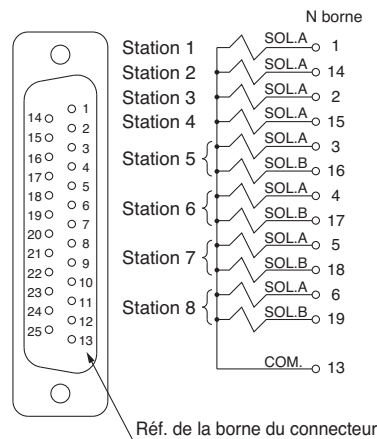 N borne
Station 1 SOL.A 1
Station 2 SOL.A 14
Station 3 SOL.A 2
Station 4 SOL.A 15
Station 5 SOL.A 3
SOL.B 16
Station 6 SOL.A 4
SOL.B 17
Station 7 SOL.A 5
SOL.B 18
Station 8 SOL.A 6
SOL.B 19
COM. 13
1
14
2
15
3
16
4
17
5
18
6
19
7
20
8
21
9
22
10
23
11
24
12
25
13
Réf. de la borne du connecteur